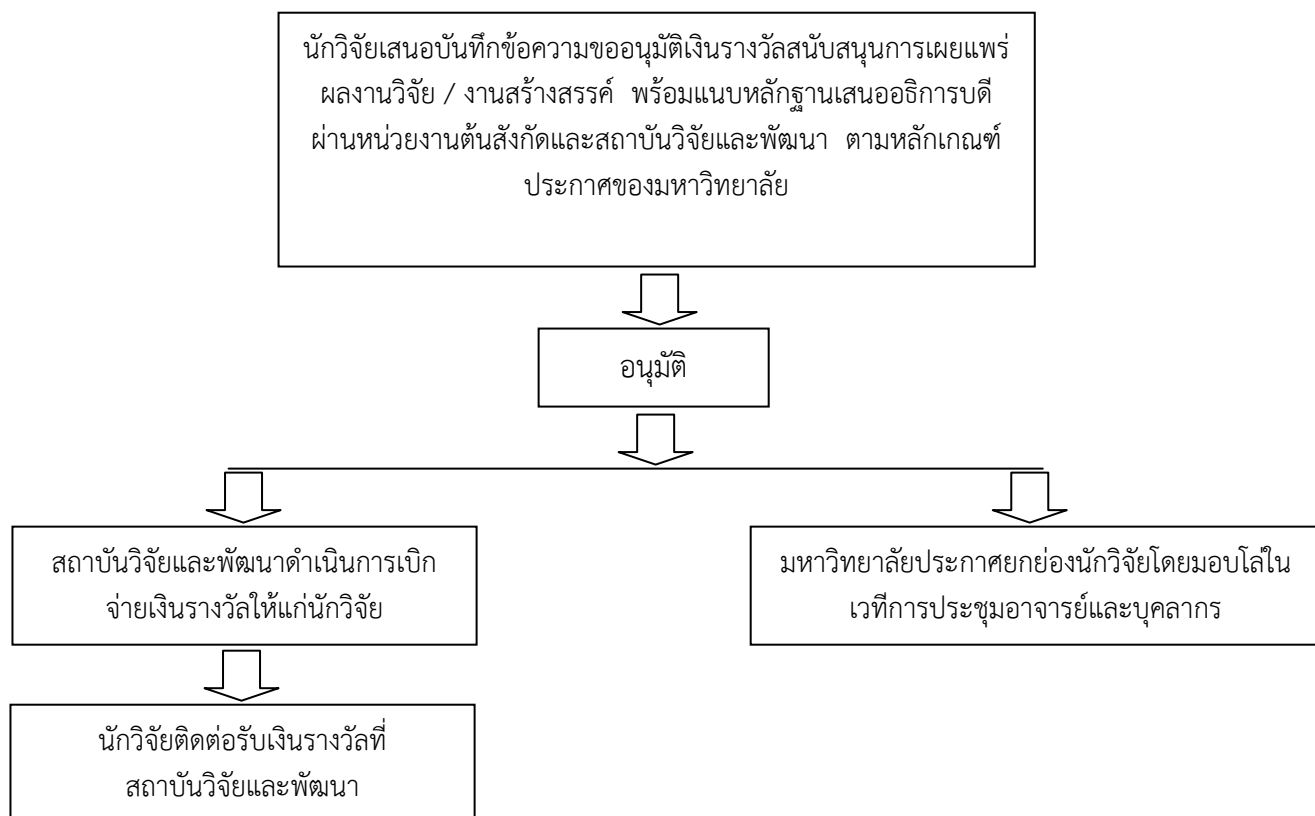 นักวิจัยเสนอบันทึกข้อความขออนุมัติเงินรางวัลสนับสนุนการเผยแพร่
ผลงานวิจัย / งานสร้างสรรค์ พร้อมแนบหลักฐานเสนออธิการบดี
ผ่านหน่วยงานต้นสังกัดและสถาบันวิจัยและพัฒนา ตามหลักเกณฑ์
ประกาศของมหาวิทยาลัย
อนุมัติ
สถาบันวิจัยและพัฒนาดำเนินการเบิก
จ่ายเงินรางวัลให้แก่นักวิจัย
มหาวิทยาลัยประกาศยกย่องนักวิจัยโดยมอบโล่ใน
เวทีการประชุมอาจารย์และบุคลากร
นักวิจัยติดต่อรับเงินรางวัลที่
สถาบันวิจัยและพัฒนา